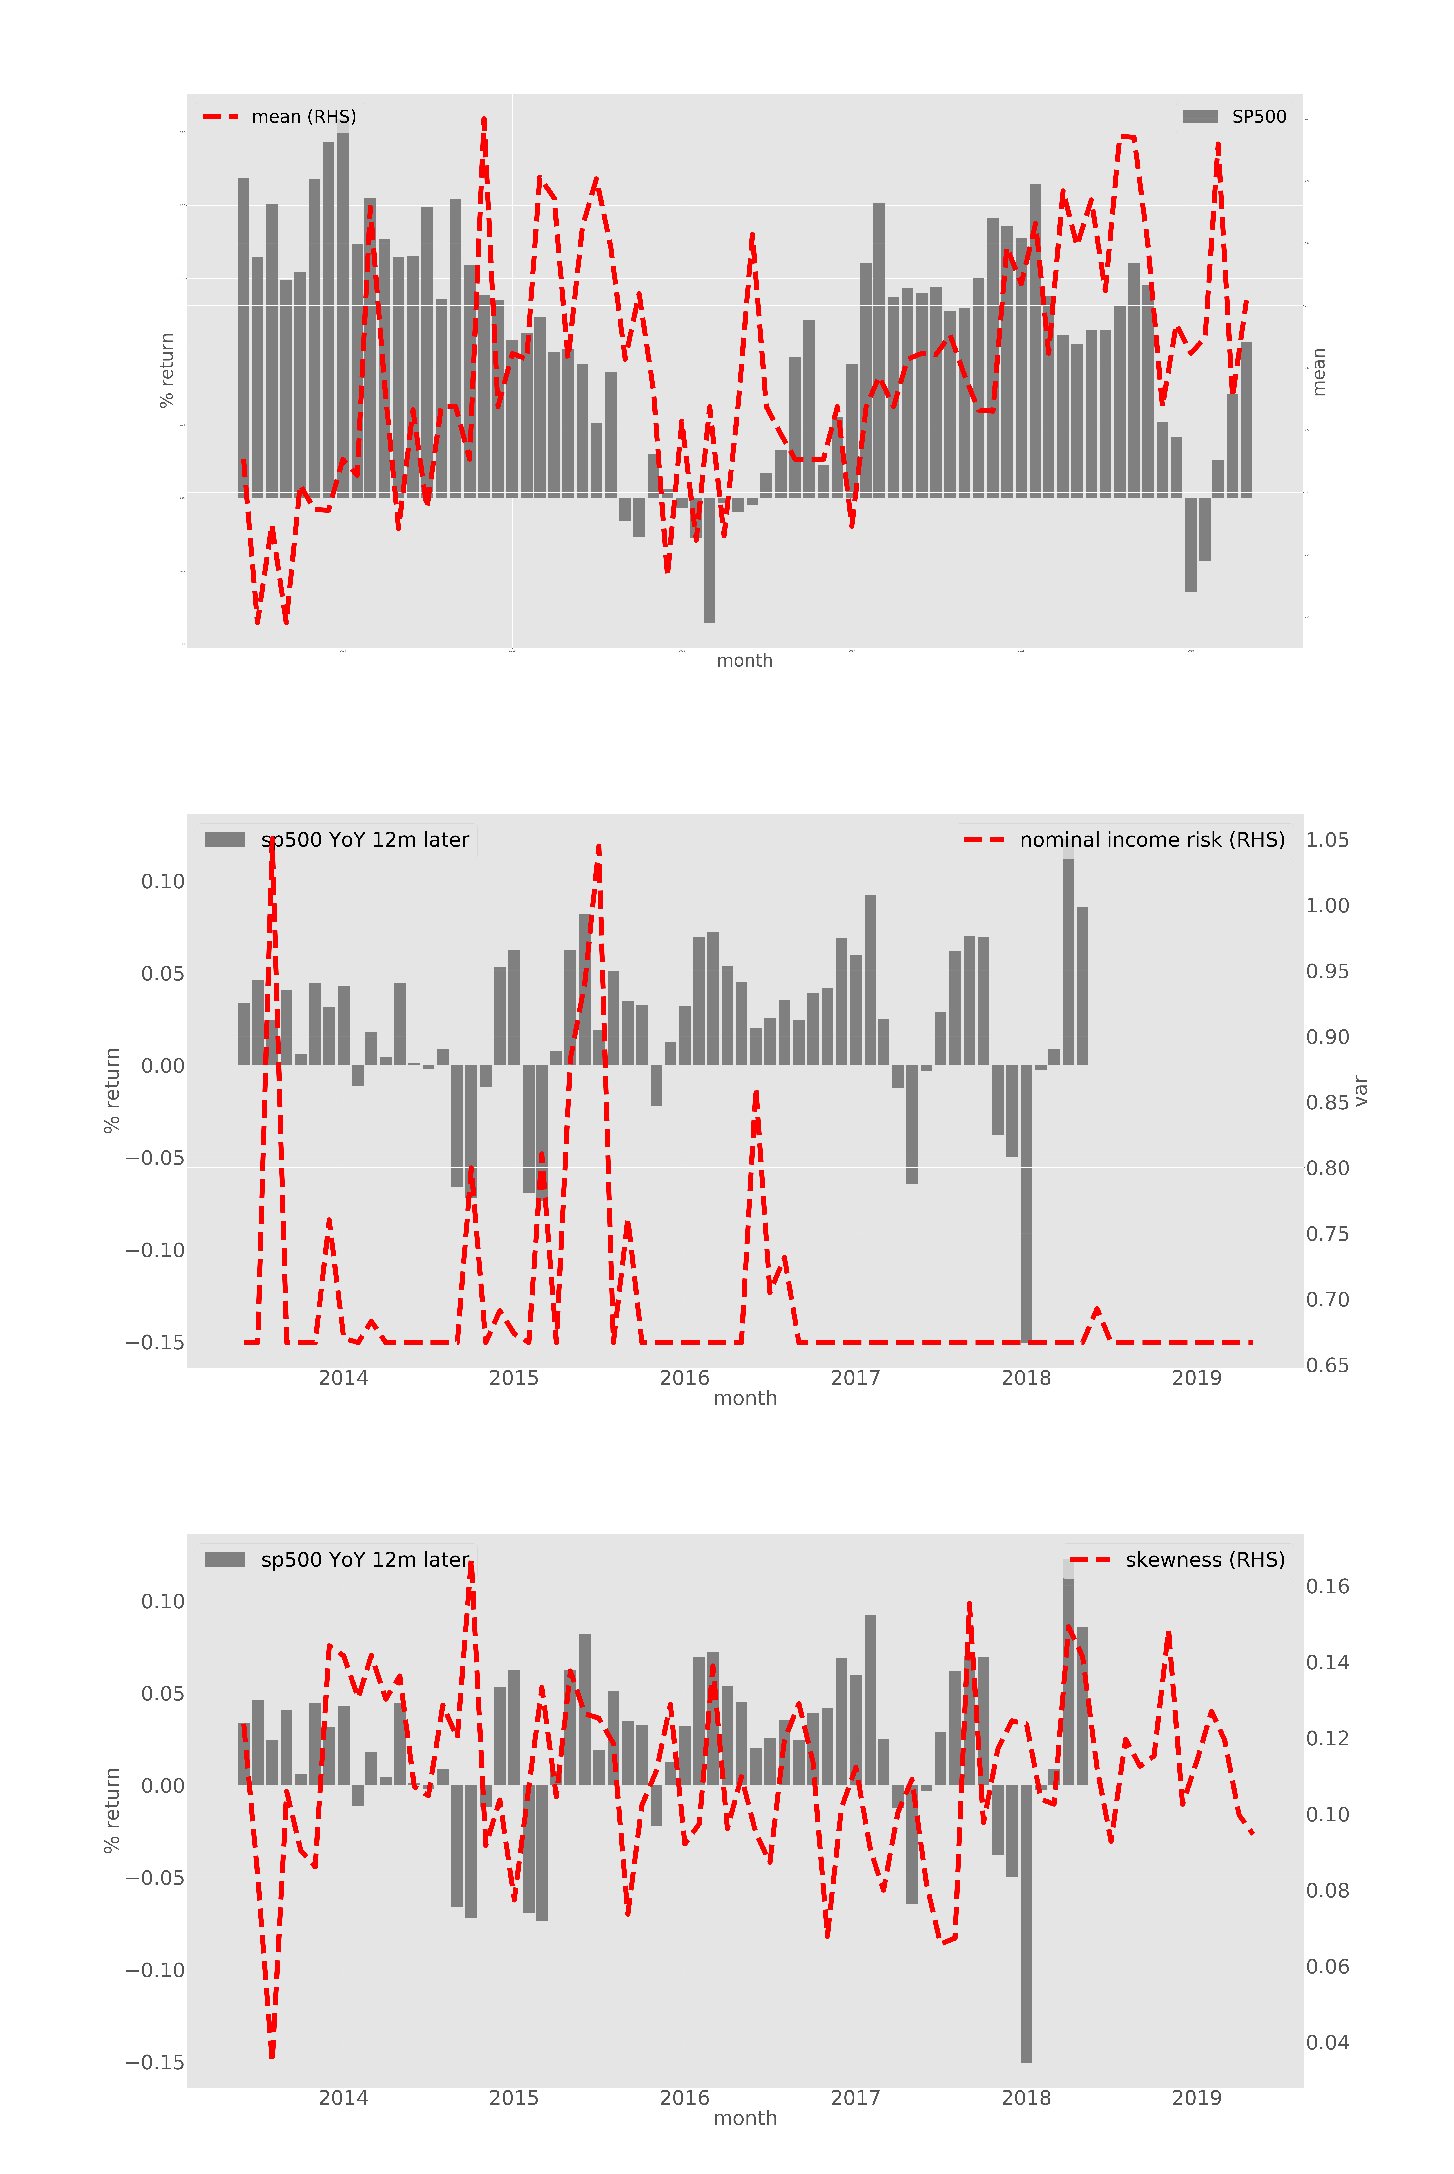 mean (RHS)
SP500
% return
mean
month
sp500 YoY 12m later
nominal income risk (RHS)
0.10
0.05
0.00
−0.05
−0.10
−0.15
% return
1.05
1.00
0.95
0.90
0.85
0.80
0.75
0.70
0.65
var
2014 2015 2016 2017 2018 2019
month
sp500 YoY 12m later
skewness (RHS)
0.10
0.05
0.00
−0.05
−0.10
−0.15
% return
0.16
0.14
0.12
0.10
0.08
0.06
0.04
2014 2015 2016 2017 2018 2019
month